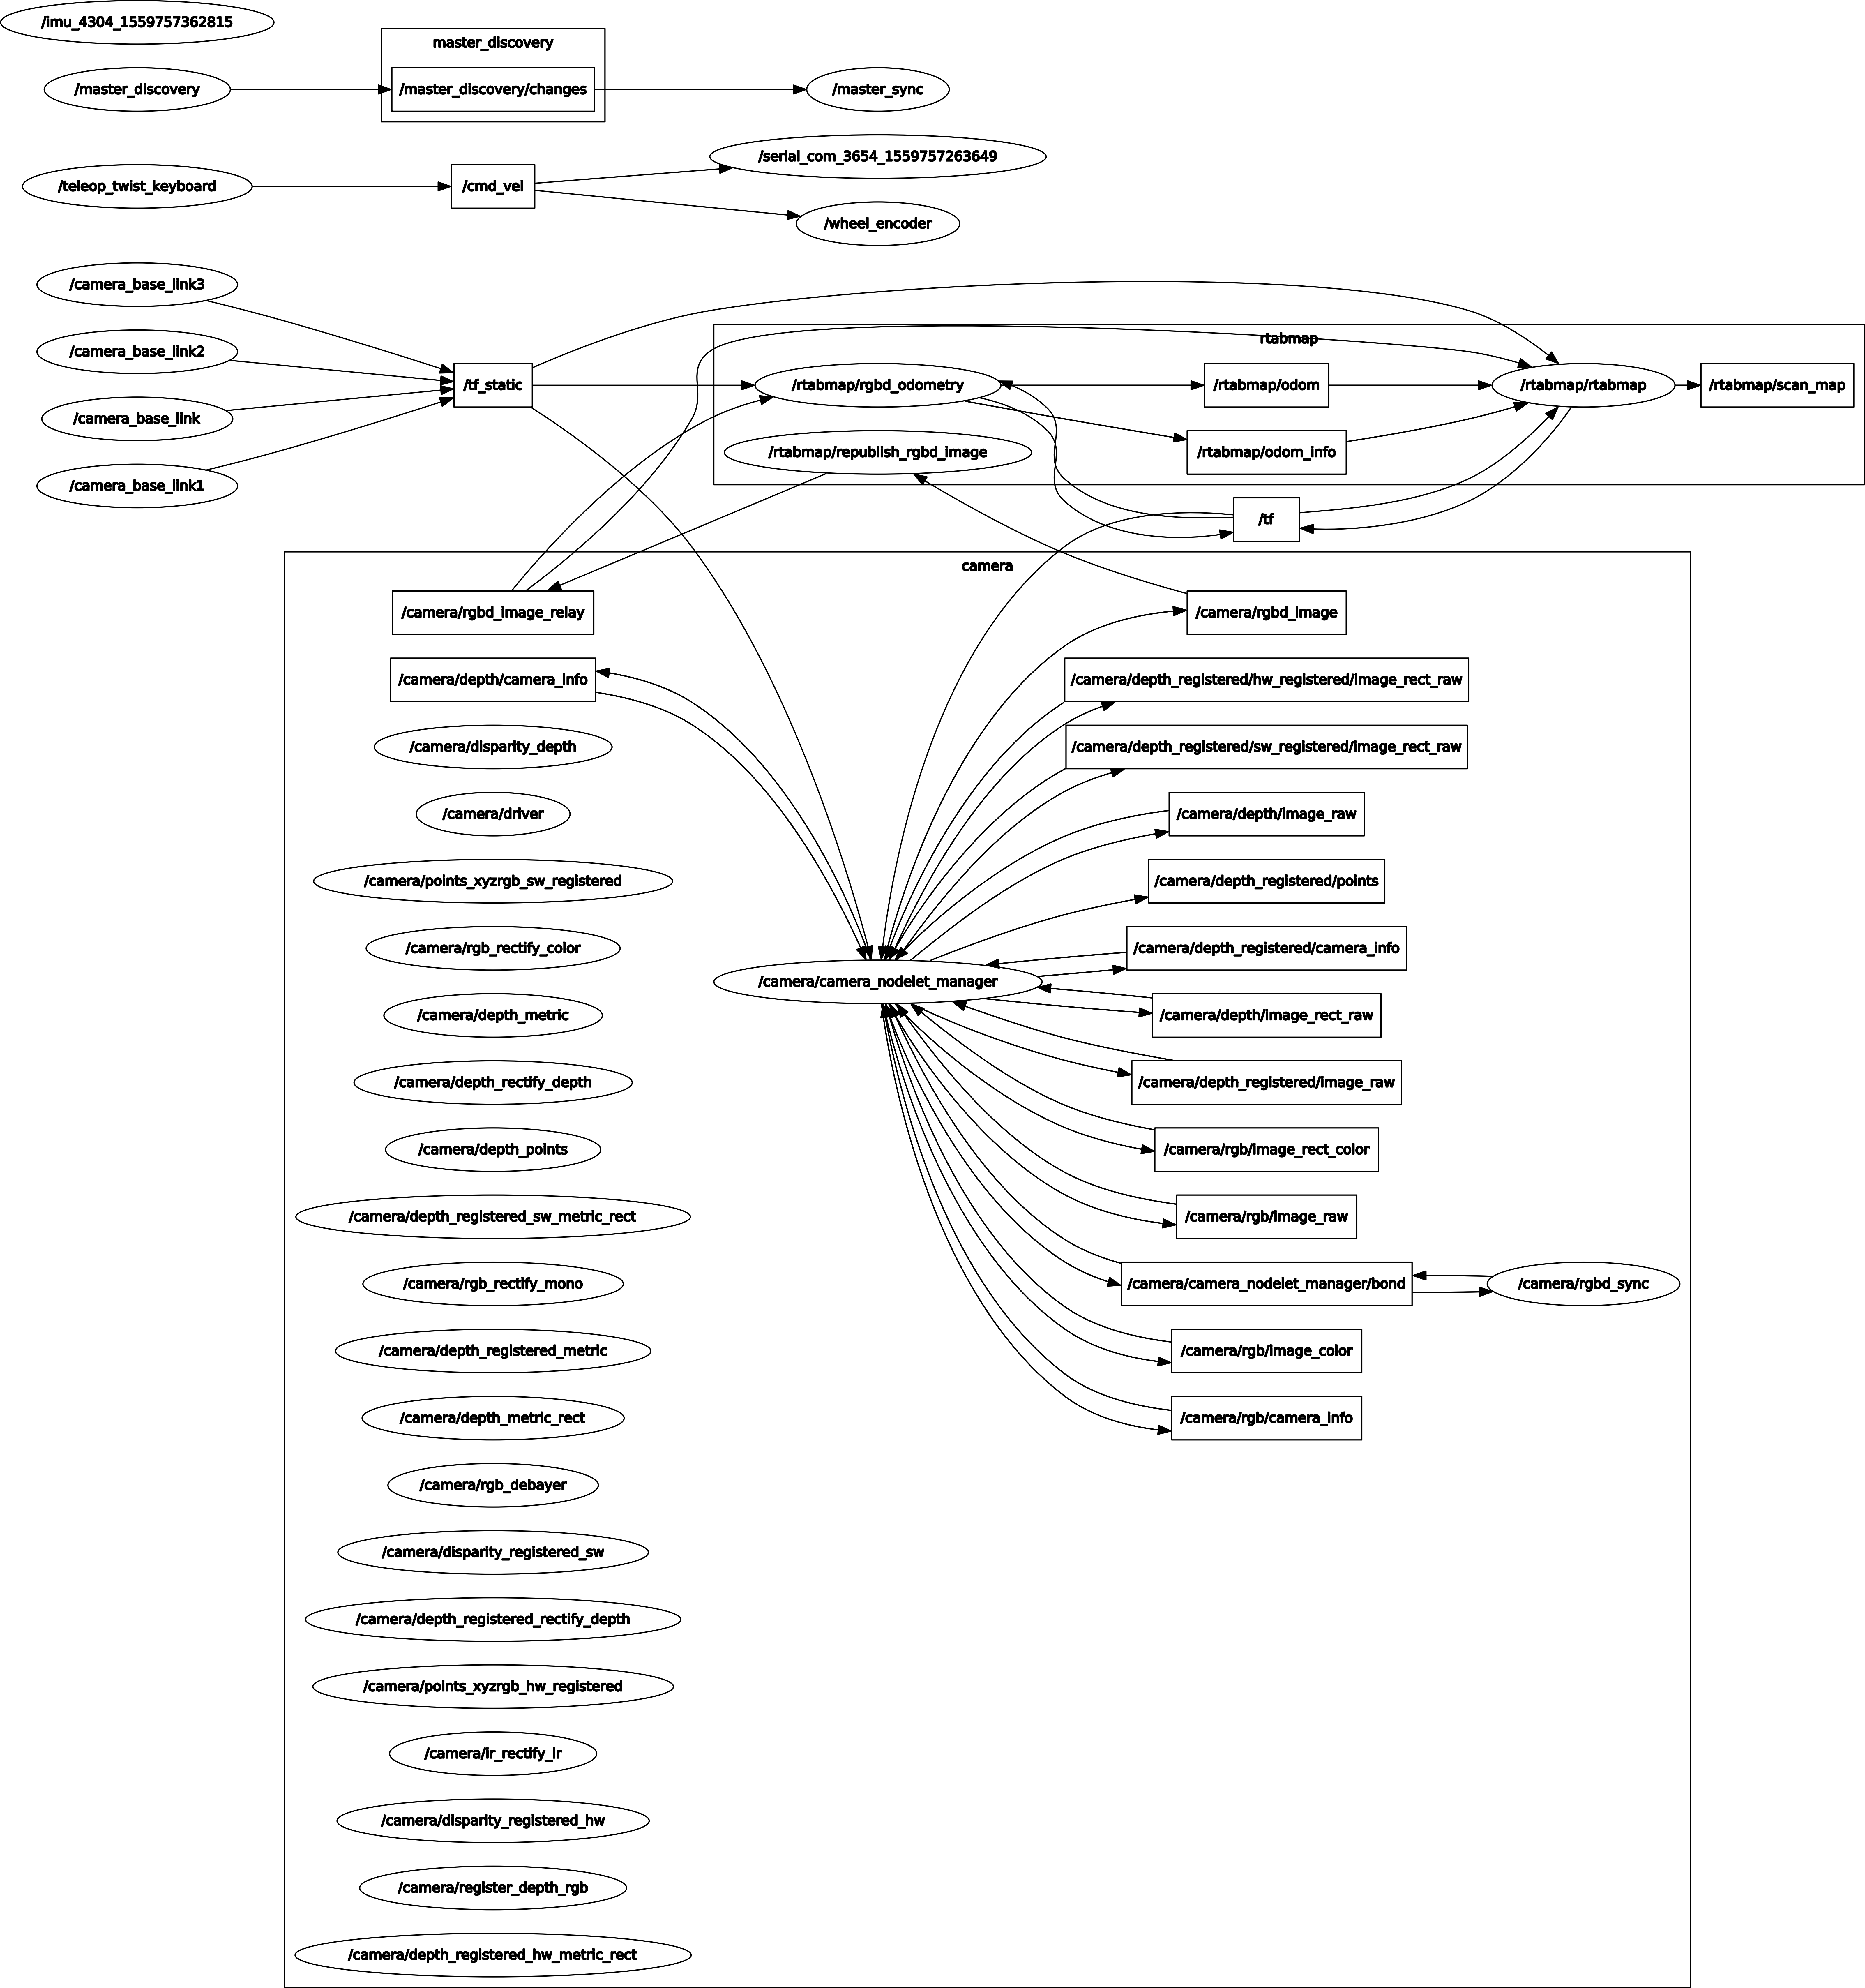 /imu_4304_1559757362815
master_discovery
/master_discovery
/master_discovery/changes
/master_sync
/serial_com_3654_1559757263649
/teleop_twist_keyboard
/cmd_vel
/wheel_encoder
/camera_base_link3
/camera_base_link2
/camera_base_link
/camera_base_link1
/tf_static
rtabmap
/rtabmap/rgbd_odometry
/rtabmap/odom
/rtabmap/rtabmap
/rtabmap/scan_map
/rtabmap/republish_rgbd_image
/rtabmap/odom_info
/tf
camera
/camera/rgbd_image_relay
/camera/rgbd_image
/camera/depth/camera_info
/camera/depth_registered/hw_registered/image_rect_raw
/camera/disparity_depth
/camera/depth_registered/sw_registered/image_rect_raw
/camera/driver
/camera/depth/image_raw
/camera/points_xyzrgb_sw_registered
/camera/depth_registered/points
/camera/rgb_rectify_color
/camera/depth_registered/camera_info
/camera/camera_nodelet_manager
/camera/depth_metric
/camera/depth/image_rect_raw
/camera/depth_rectify_depth
/camera/depth_registered/image_raw
/camera/depth_points
/camera/rgb/image_rect_color
/camera/depth_registered_sw_metric_rect
/camera/rgb/image_raw
/camera/rgb_rectify_mono
/camera/camera_nodelet_manager/bond
/camera/rgbd_sync
/camera/depth_registered_metric
/camera/rgb/image_color
/camera/depth_metric_rect
/camera/rgb/camera_info
/camera/rgb_debayer
/camera/disparity_registered_sw
/camera/depth_registered_rectify_depth
/camera/points_xyzrgb_hw_registered
/camera/ir_rectify_ir
/camera/disparity_registered_hw
/camera/register_depth_rgb
/camera/depth_registered_hw_metric_rect